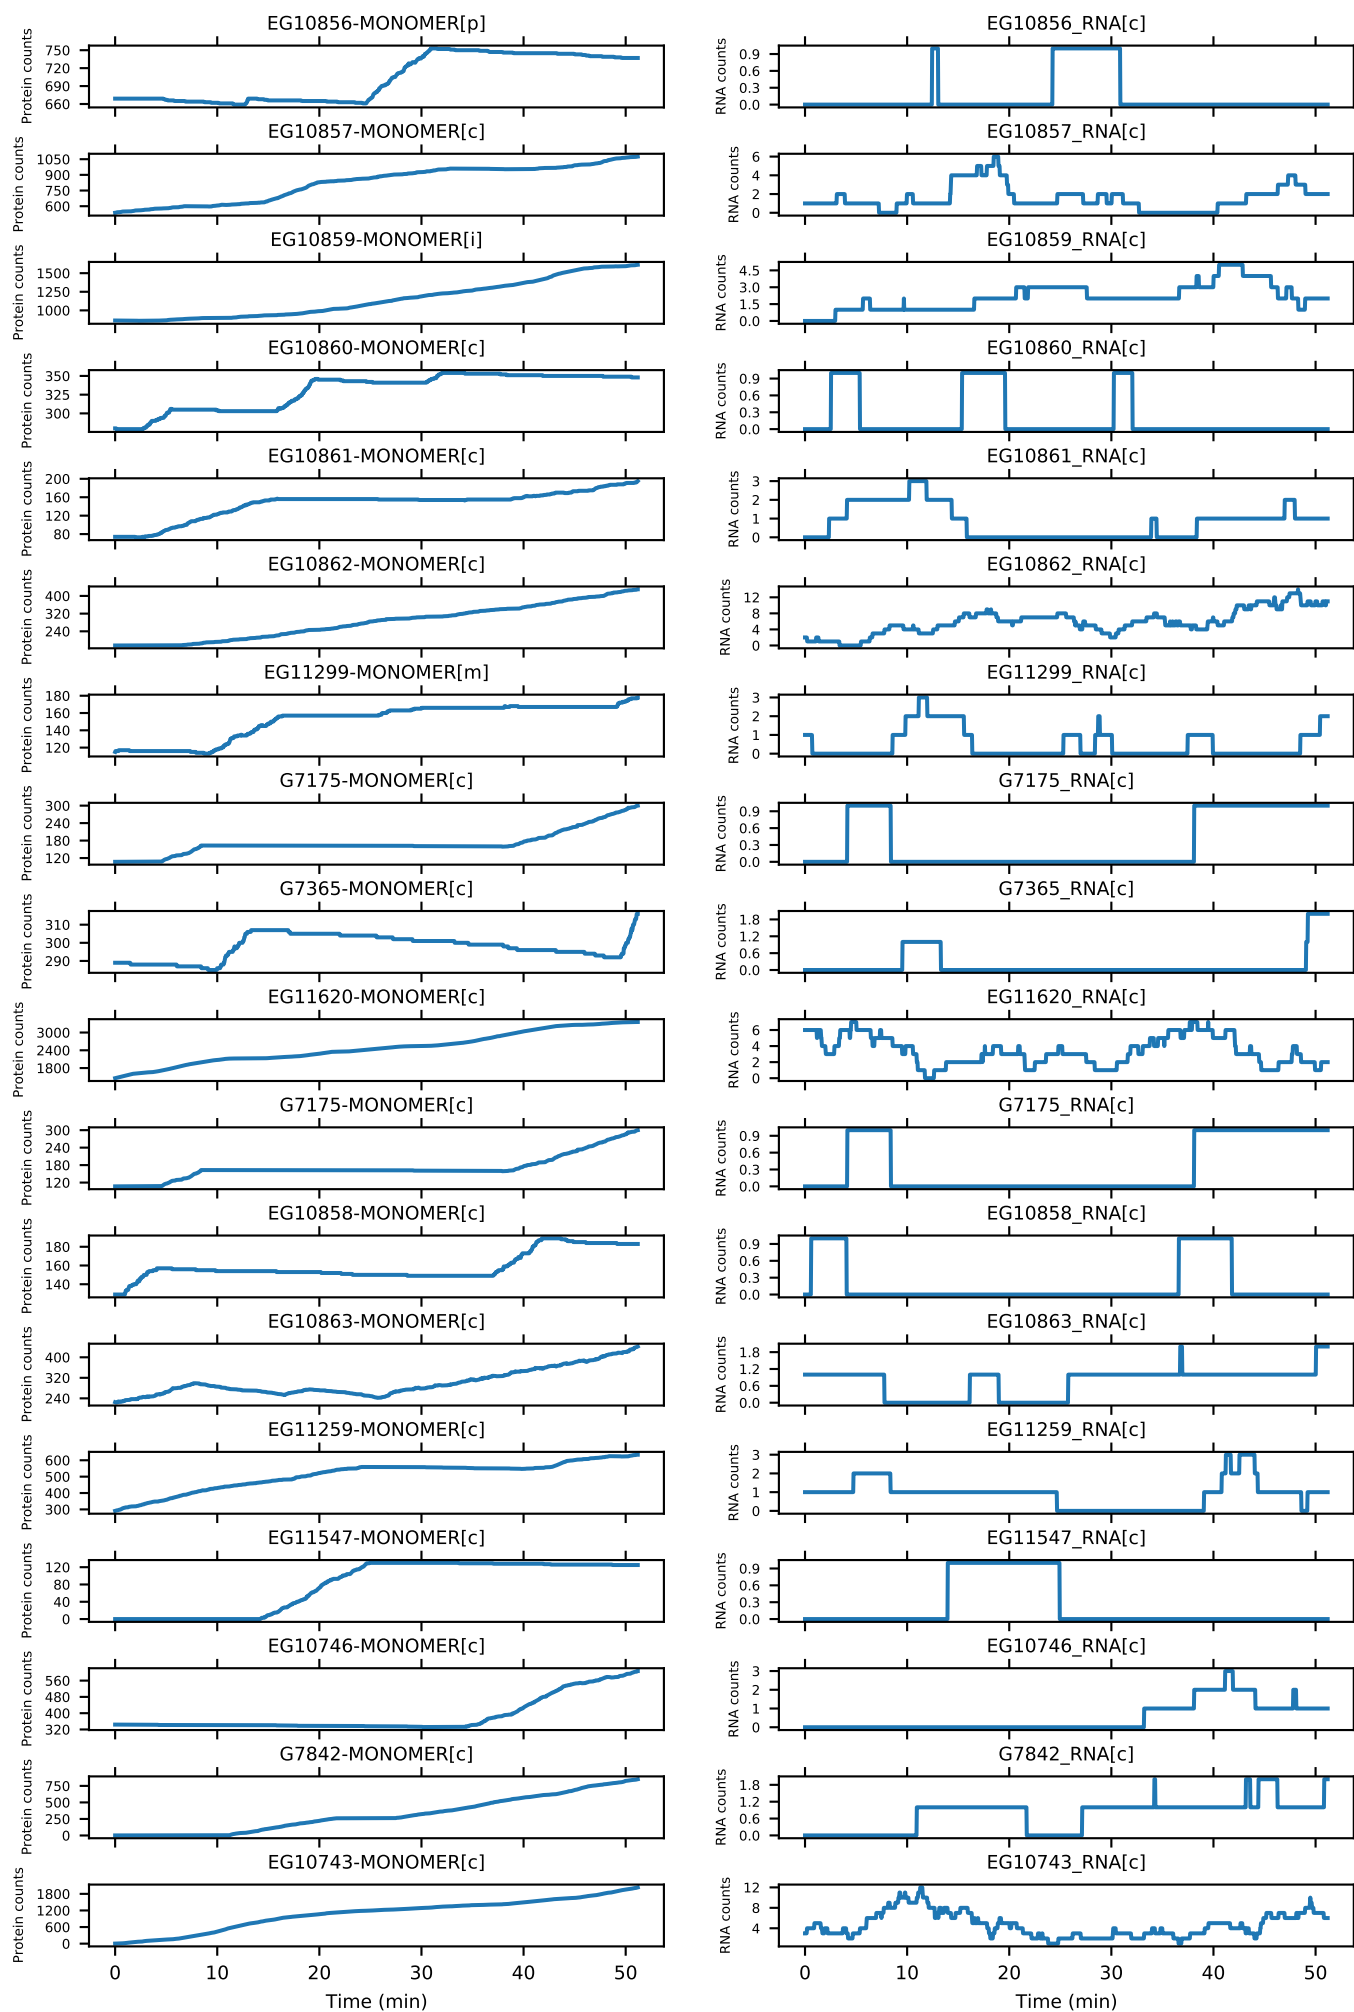 EG10856-MONOMER[p] EG10856_RNA[c]
Protein counts 750 720 690 660 RNA counts 0.9 0.6 0.3 0.0
EG10857-MONOMER[c] EG10857_RNA[c]
Protein counts 1050 900 750 600 RNA counts 6 4 2 0
EG10859-MONOMER[i] EG10859_RNA[c]
Protein counts 1500 1250 1000 RNA counts 4.5 3.0 1.5 0.0
EG10860-MONOMER[c] EG10860_RNA[c]
Protein counts 350 325 300 RNA counts 0.9 0.6 0.3 0.0
EG10861-MONOMER[c] EG10861_RNA[c]
Protein counts 200 160 120 80 RNA counts 3 2 1 0
EG10862-MONOMER[c] EG10862_RNA[c]
Protein counts 400 320 240 RNA counts 12 8 4 0
EG11299-MONOMER[m] EG11299_RNA[c]
Protein counts 180 160 140 120 RNA counts 3 2 1 0
G7175-MONOMER[c] G7175_RNA[c]
Protein counts 300 240 180 120 RNA counts 0.9 0.6 0.3 0.0
G7365-MONOMER[c] G7365_RNA[c]
Protein counts 310 300 290 RNA counts 1.8 1.2 0.6 0.0
EG11620-MONOMER[c] EG11620_RNA[c]
Protein counts 3000 2400 1800 RNA counts 6 4 2 0
G7175-MONOMER[c] G7175_RNA[c]
Protein counts 300 240 180 120 RNA counts 0.9 0.6 0.3 0.0
EG10858-MONOMER[c] EG10858_RNA[c]
Protein counts 180 160 140 RNA counts 0.9 0.6 0.3 0.0
EG10863-MONOMER[c] EG10863_RNA[c]
Protein counts 400 320 240 RNA counts 1.8 1.2 0.6 0.0
EG11259-MONOMER[c] EG11259_RNA[c]
Protein counts 600 500 400 300 RNA counts 3 2 1 0
EG11547-MONOMER[c] EG11547_RNA[c]
Protein counts 120 80 40 0 RNA counts 0.9 0.6 0.3 0.0
EG10746-MONOMER[c] EG10746_RNA[c]
Protein counts 560 480 400 320 RNA counts 3 2 1 0
G7842-MONOMER[c] G7842_RNA[c]
Protein counts 750 500 250 0 RNA counts 1.8 1.2 0.6 0.0
EG10743-MONOMER[c] EG10743_RNA[c]
Protein counts 1800 1200 600 0 RNA counts 12 8 4
0 10 20 30 40 50 0 10 20 30 40 50
Time (min) Time (min)